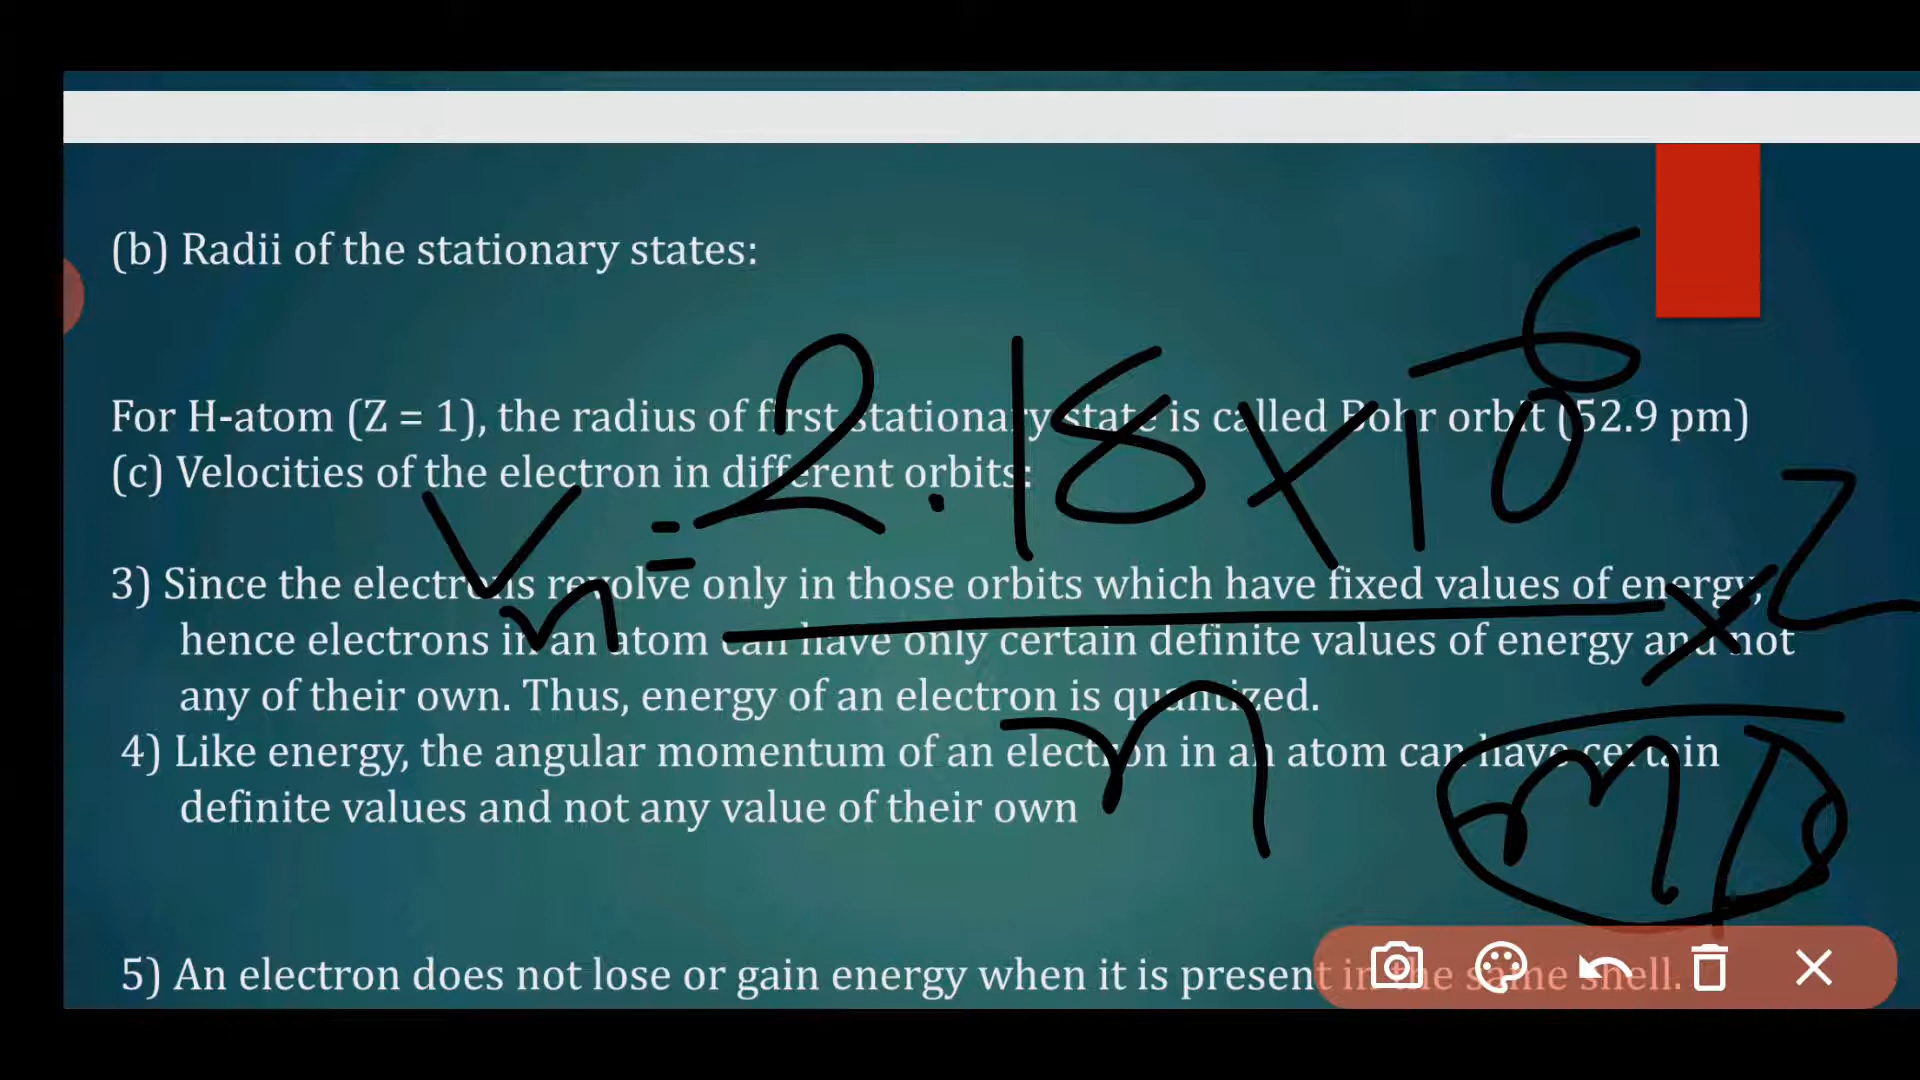 (b) Radii of the stationary states:
For H-atom (Z = 1), the radius of first stationary state is called Bohr orbit (52.9 pm)
(c) Velocities of the electron in different orbits:
Vn = 2.18 × 10^6 × Z
n
3) Since the electrons revolve only in those orbits which have fixed values of energy,
hence electrons in an atom can have only certain definite values of energy and not
any of their own. Thus, energy of an electron is quantized.
4) Like energy, the angular momentum of an electron in an atom can have certain
definite values and not any value of their own
5) An electron does not lose or gain energy when it is present in the same shell.